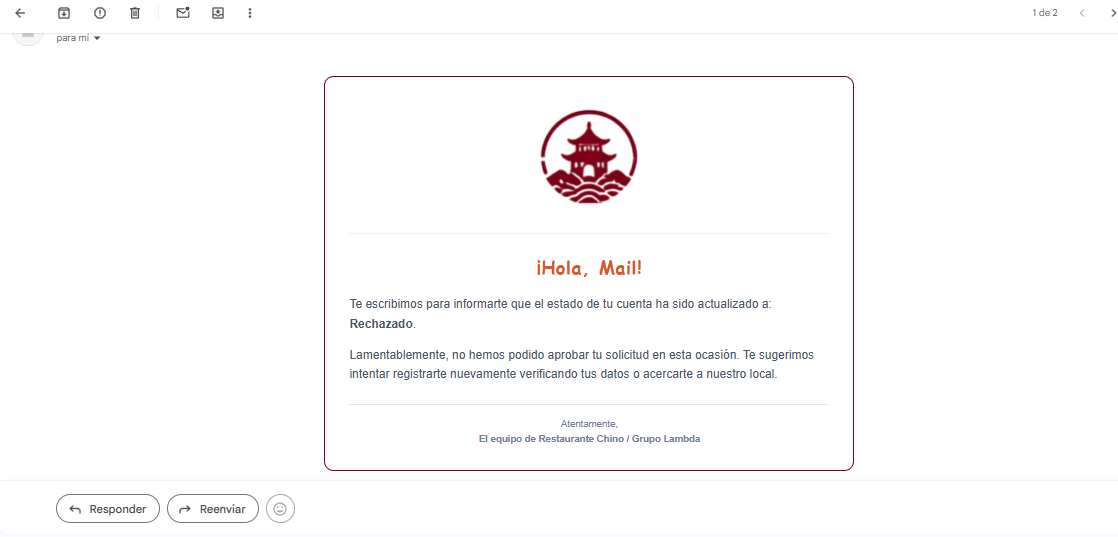 1 de 2
para mí
¡Hola, Mail!
Te escribimos para informarte que el estado de tu cuenta ha sido actualizado a:
Rechazado.
Lamentablemente, no hemos podido aprobar tu solicitud en esta ocasión. Te sugerimos
intentar registrarte nuevamente verificando tus datos o acercarte a nuestro local.
Atentamente,
El equipo de Restaurante Chino / Grupo Lambda
Responder
Reenviar